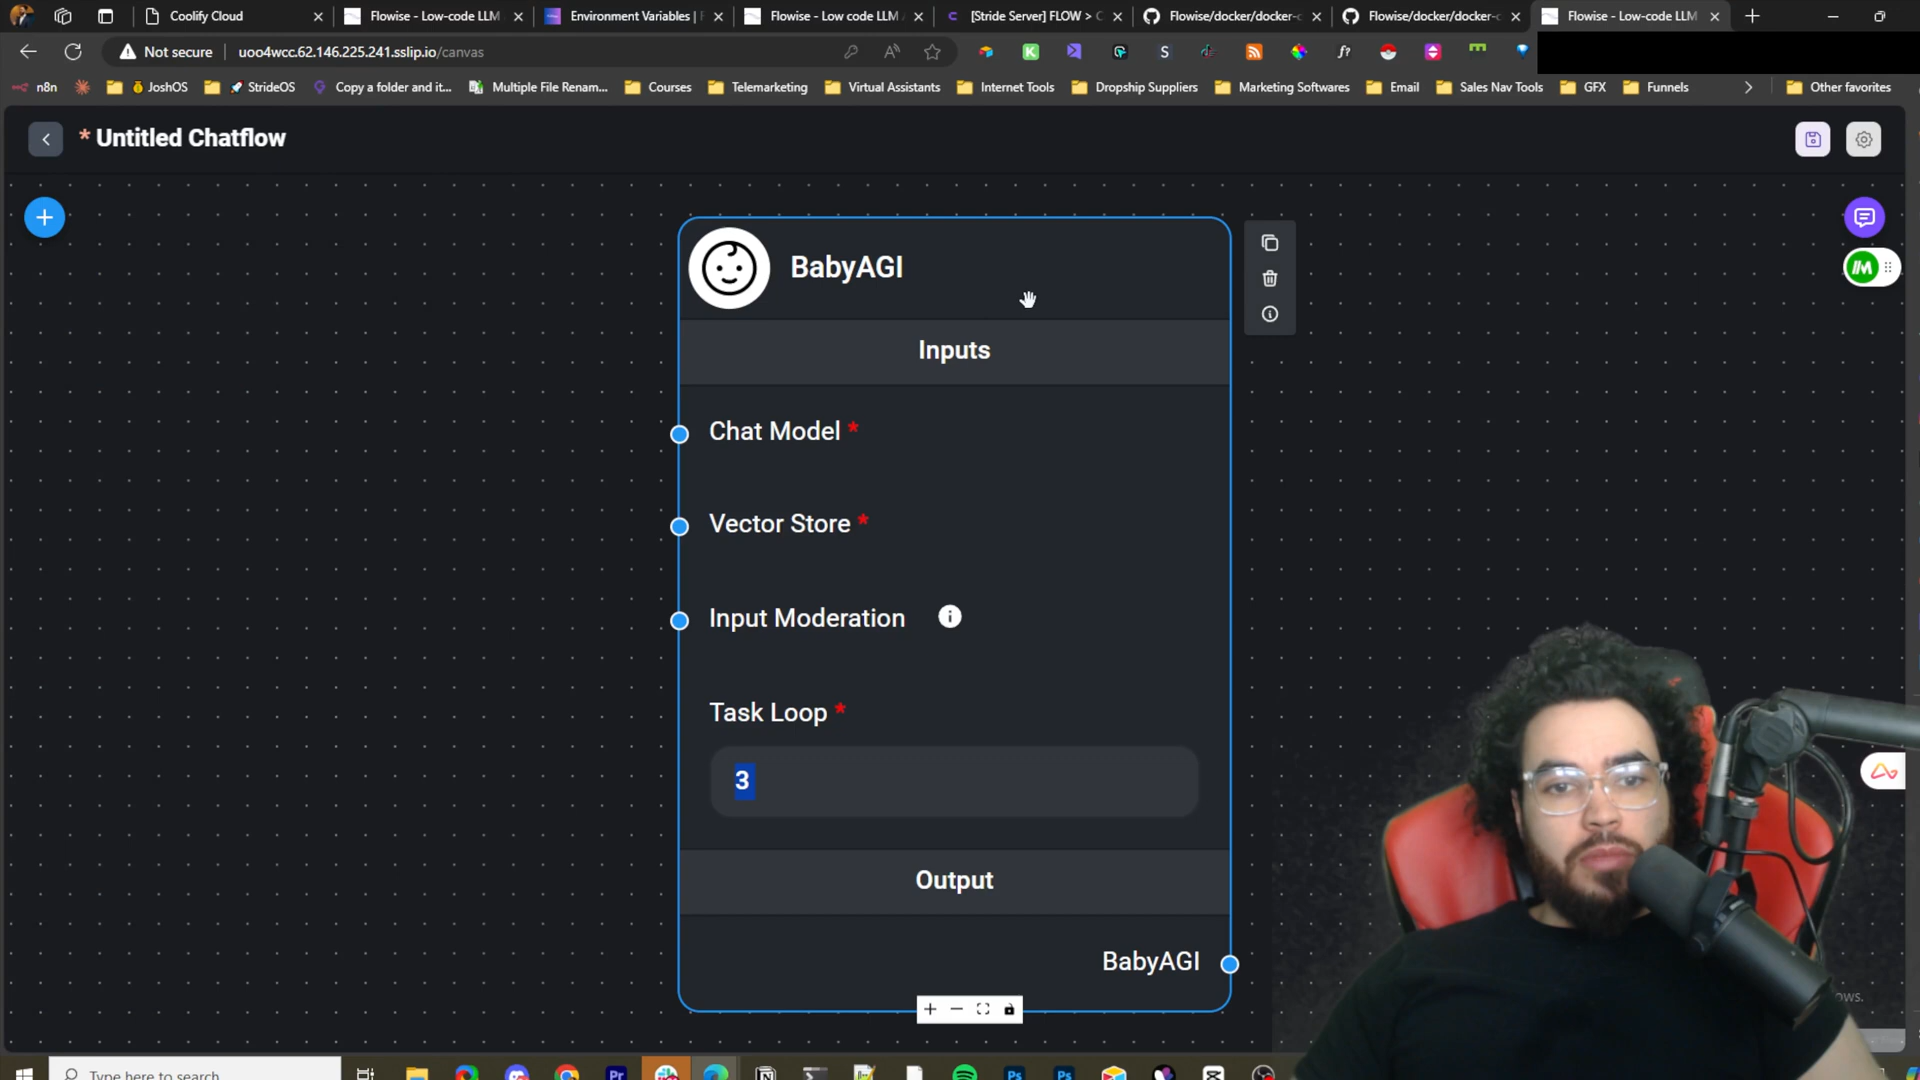 Coolify Cloud
Flowise - Low-code LLM
Environment Variables | F
Flowise - Low code LLM
[Stride Server] FLOW > C
Flowise/docker/docker-c
Flowise/docker/docker-c
Flowise - Low-code LLM
Not secure
uoo4wcc.62.146.225.241.sslip.io/canvas
n8n
JoshOS
StrideOS
Copy a folder and it...
Multiple File Renam...
Courses
Telemarketing
Virtual Assistants
Internet Tools
Dropship Suppliers
Marketing Softwares
Email
Sales Nav Tools
GFX
Funnels
Other favorites
* Untitled Chatflow
BabyAGI
Inputs
Chat Model *
Vector Store *
Input Moderation
Task Loop *
3
Output
BabyAGI
ows.
Type here to search